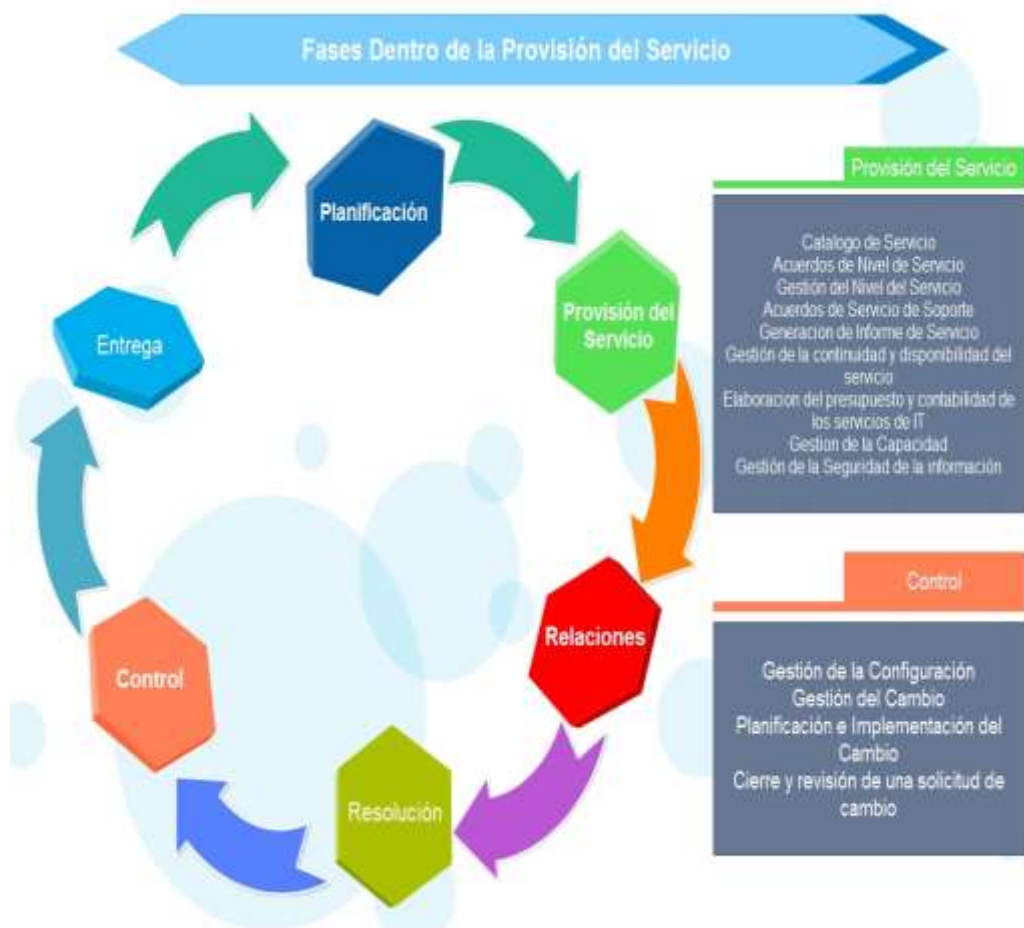 Fases Dentro de la Provisión del Servicio
Planificación
Provisión del
Servicio
Relaciones
Resolución
Control
Entrega
Provisión del Servicio
Catalogo de Servicio
Acuerdos de Nivel de Servicio
Gestión del Nivel del Servicio
Acuerdos de Servicio de Soporte
Generacion de Informe de Servicio
Gestión de la continuidad y disponibilidad del
servicio
Elaboracion del presupuesto y contabilidad de
los servicios de IT
Gestion de la Capacidad
Gestión de la Seguridad de la información
Control
Gestión de la Configuración
Gestión del Cambio
Planificación e Implementación del
Cambio
Cierre y revisión de una solicitud de
cambio